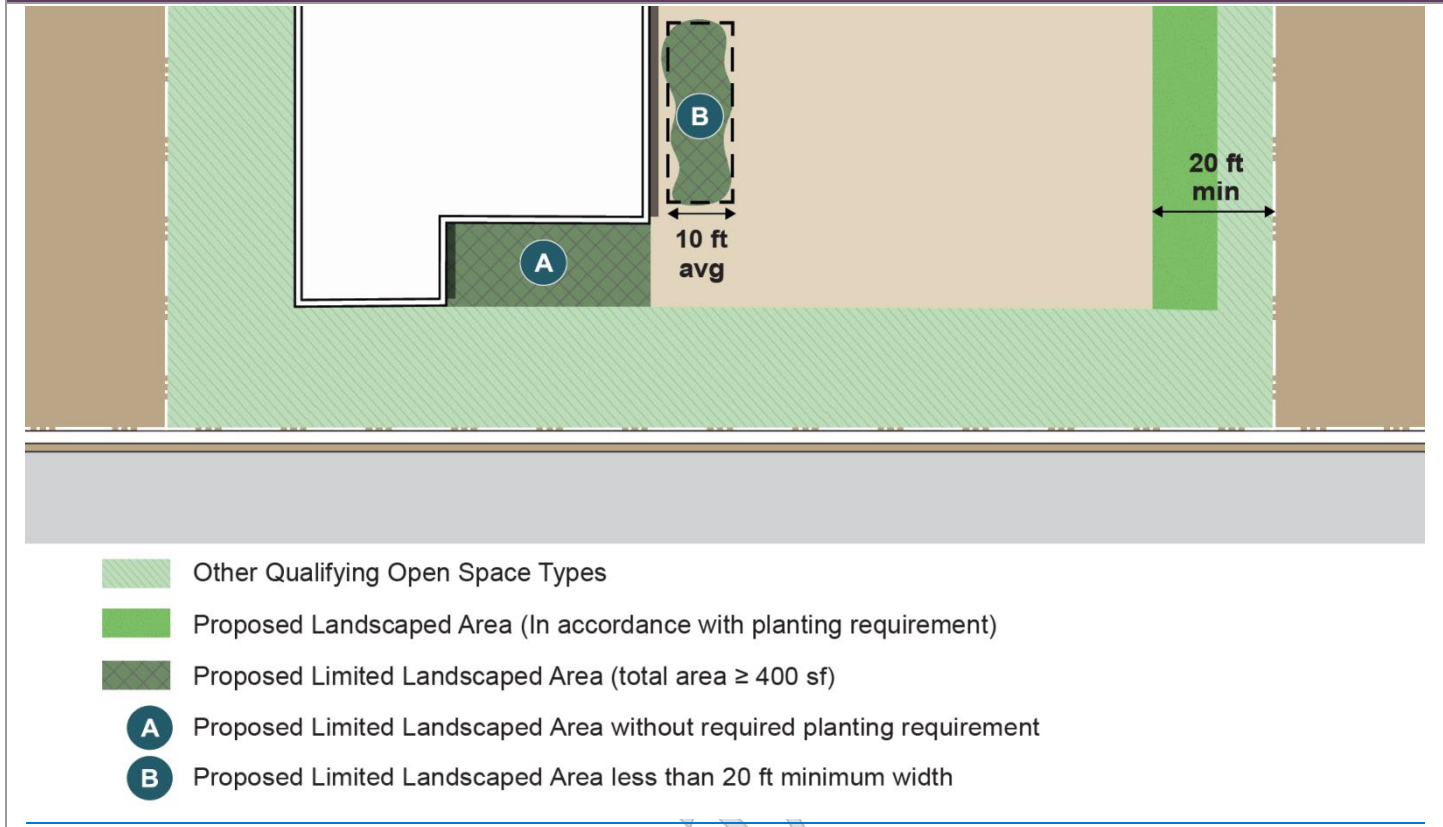 B
20 ft
min
10 ft
avg
A
Other Qualifying Open Space Types
Proposed Landscaped Area (In accordance with planting requirement)
Proposed Limited Landscaped Area (total area ≥ 400 sf)
A Proposed Limited Landscaped Area without required planting requirement
B Proposed Limited Landscaped Area less than 20 ft minimum width